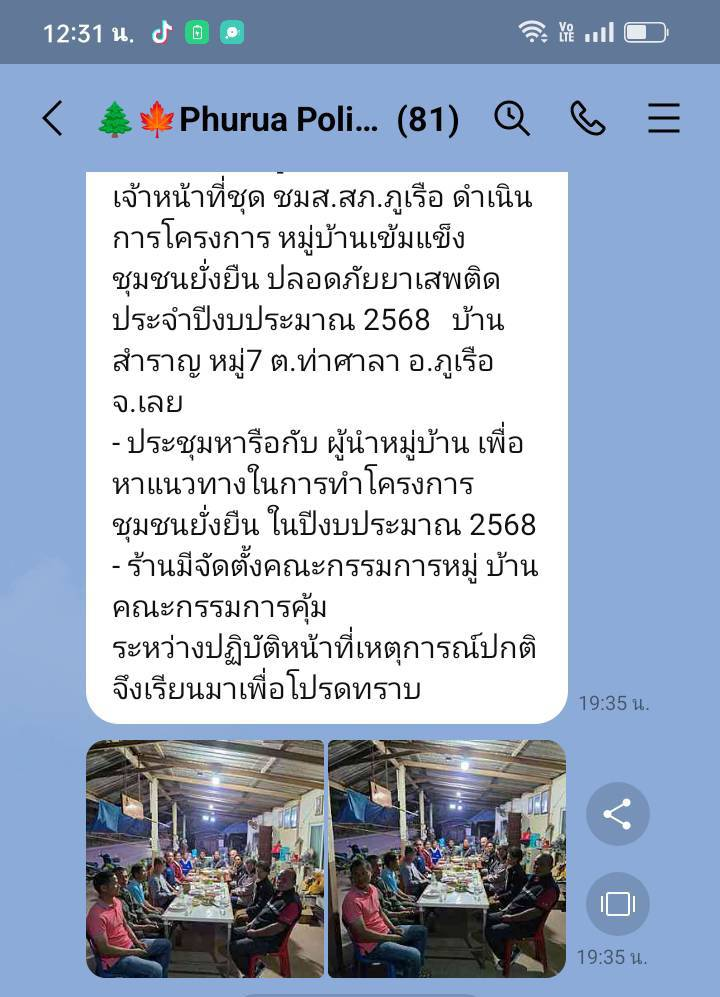 12:31 น.
Vo
LTE
Phurua Poli... (81)
เจ้าหน้าที่ชุด ชมส.สภ.ภูเรือ ดำเนิน
การโครงการ หมู่บ้านเข้มแข็ง
ชุมชนยั่งยืน ปลอดภัยยาเสพติด
ประจำปีงบประมาณ 2568 บ้าน
สำราญ หมู่7 ต.ท่าศาลา อ.ภูเรือ
จ.เลย
- ประชุมหารือกับ ผู้นำหมู่บ้าน เพื่อ
หาแนวทางในการทำโครงการ
ชุมชนยั่งยืน ในปีงบประมาณ 2568
- ร้านมีจัดตั้งคณะกรรมการหมู่ บ้าน
คณะกรรมการคุ้ม
ระหว่างปฏิบัติหน้าที่เหตุการณ์ปกติ
จึงเรียนมาเพื่อโปรดทราบ
19:35 น.
19:35 น.